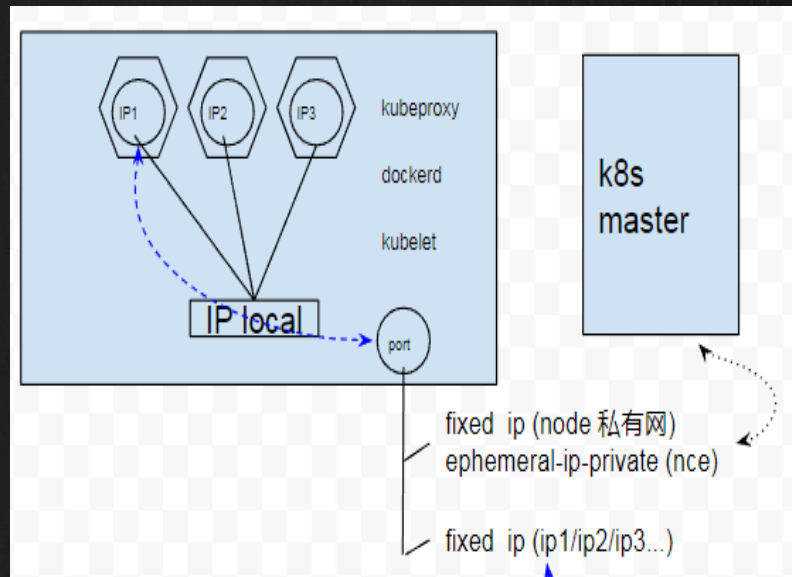 IP1
IP2
IP3
kubeproxy
dockerd
kubelet
IP local
port
k8s
master
fixed ip (node 私有网)
ephemeral-ip-private (nce)
fixed ip (ip1/ip2/ip3...)